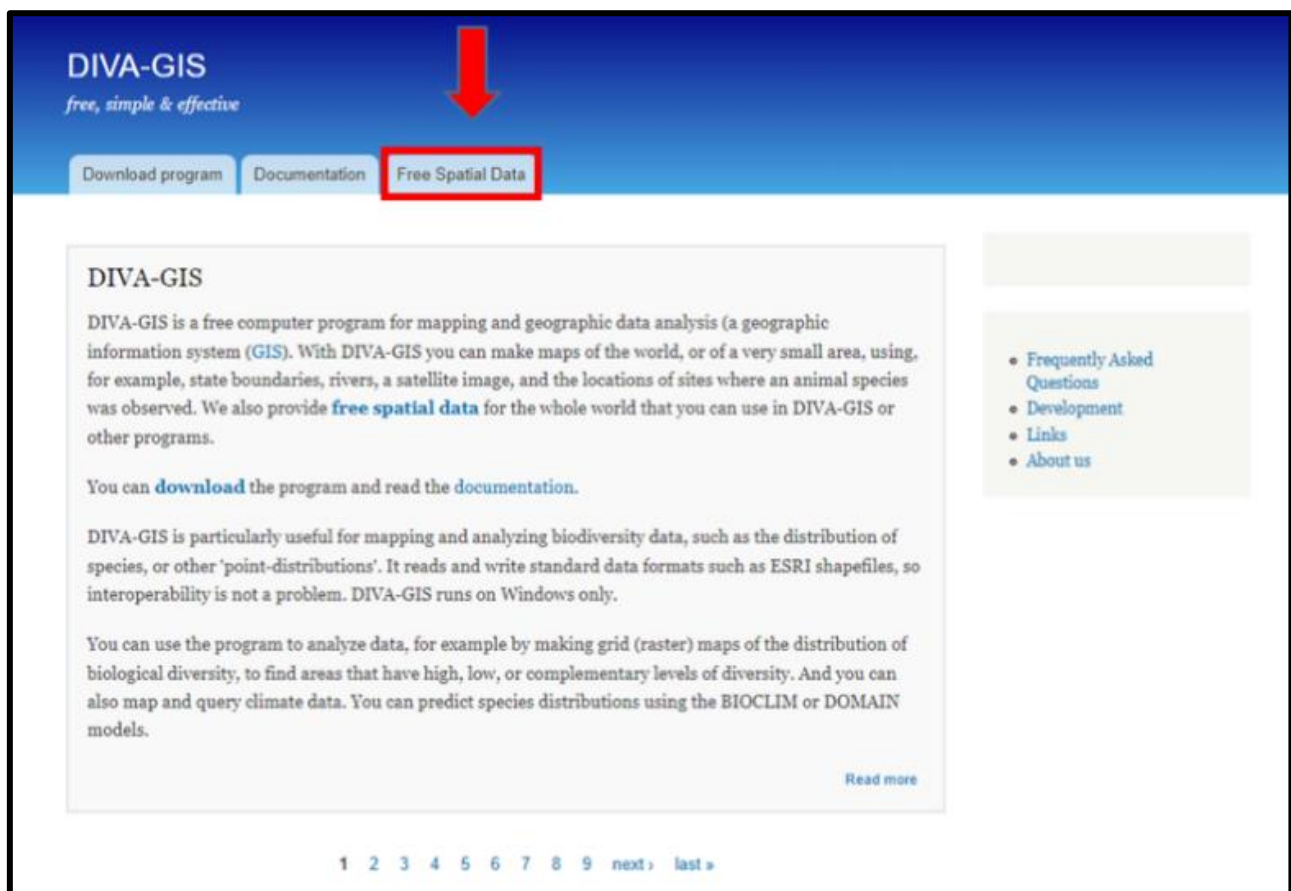 DIVA-GIS
free, simple & effective
Download program
Documentation
Free Spatial Data
DIVA-GIS
DIVA-GIS is a free computer program for mapping and geographic data analysis (a geographic
information system (GIS). With DIVA-GIS you can make maps of the world, or of a very small area, using,
for example, state boundaries, rivers, a satellite image, and the locations of sites where an animal species
was observed. We also provide free spatial data for the whole world that you can use in DIVA-GIS or
other programs.
You can download the program and read the documentation.
DIVA-GIS is particularly useful for mapping and analyzing biodiversity data, such as the distribution of
species, or other 'point-distributions'. It reads and write standard data formats such as ESRI shapefiles, so
interoperability is not a problem. DIVA-GIS runs on Windows only.
You can use the program to analyze data, for example by making grid (raster) maps of the distribution of
biological diversity, to find areas that have high, low, or complementary levels of diversity. And you can
also map and query climate data. You can predict species distributions using the BIOCLIM or DOMAIN
models.
Read more
1 2 3 4 5 6 7 8 9 next › last »
Frequently Asked
Questions
Development
Links
About us